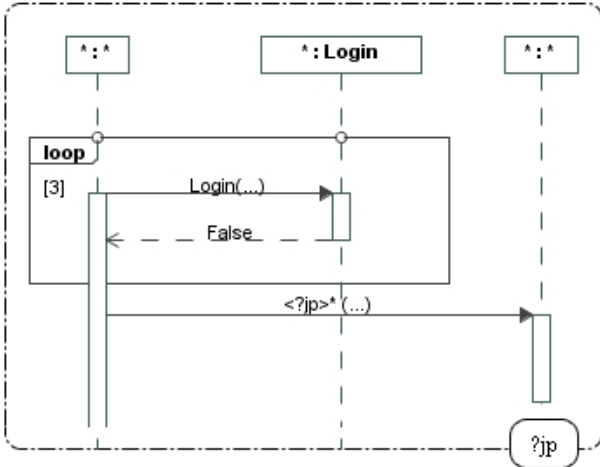 *:*
*:Login
*:*
loop
[3]
Login(...)
False
<?jp>* (...)
?jp